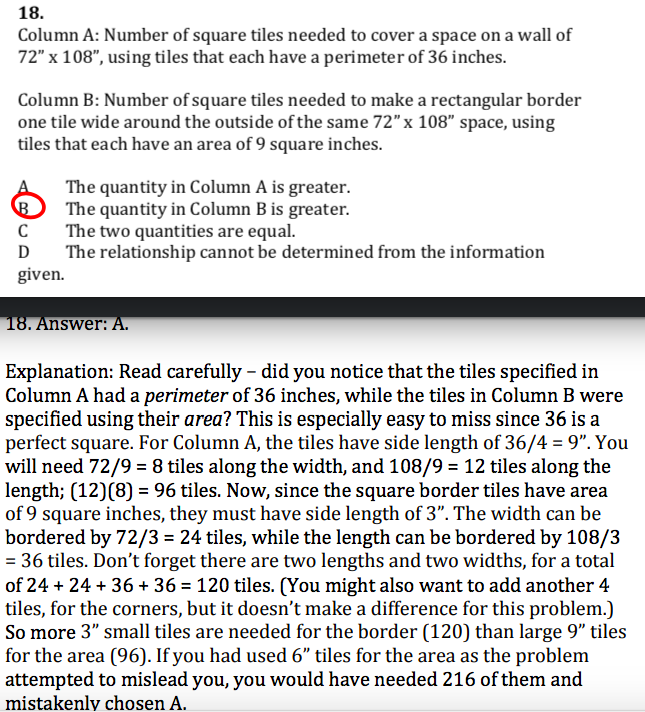 18.
Column A: Number of square tiles needed to cover a space on a wall of
72” x 108”, using tiles that each have a perimeter of 36 inches.
Column B: Number of square tiles needed to make a rectangular border
one tile wide around the outside of the same 72” x 108” space, using
tiles that each have an area of 9 square inches.
A The quantity in Column A is greater.
B The quantity in Column B is greater.
C The two quantities are equal.
D The relationship cannot be determined from the information
given.
18. Answer: A.
Explanation: Read carefully – did you notice that the tiles specified in
Column A had a perimeter of 36 inches, while the tiles in Column B were
specified using their area? This is especially easy to miss since 36 is a
perfect square. For Column A, the tiles have side length of 36/4 = 9”. You
will need 72/9 = 8 tiles along the width, and 108/9 = 12 tiles along the
length; (12)(8) = 96 tiles. Now, since the square border tiles have area
of 9 square inches, they must have side length of 3”. The width can be
bordered by 72/3 = 24 tiles, while the length can be bordered by 108/3
= 36 tiles. Don’t forget there are two lengths and two widths, for a total
of 24 + 24 + 36 + 36 = 120 tiles. (You might also want to add another 4
tiles, for the corners, but it doesn’t make a difference for this problem.)
So more 3” small tiles are needed for the border (120) than large 9” tiles
for the area (96). If you had used 6” tiles for the area as the problem
attempted to mislead you, you would have needed 216 of them and
mistakenly chosen A.